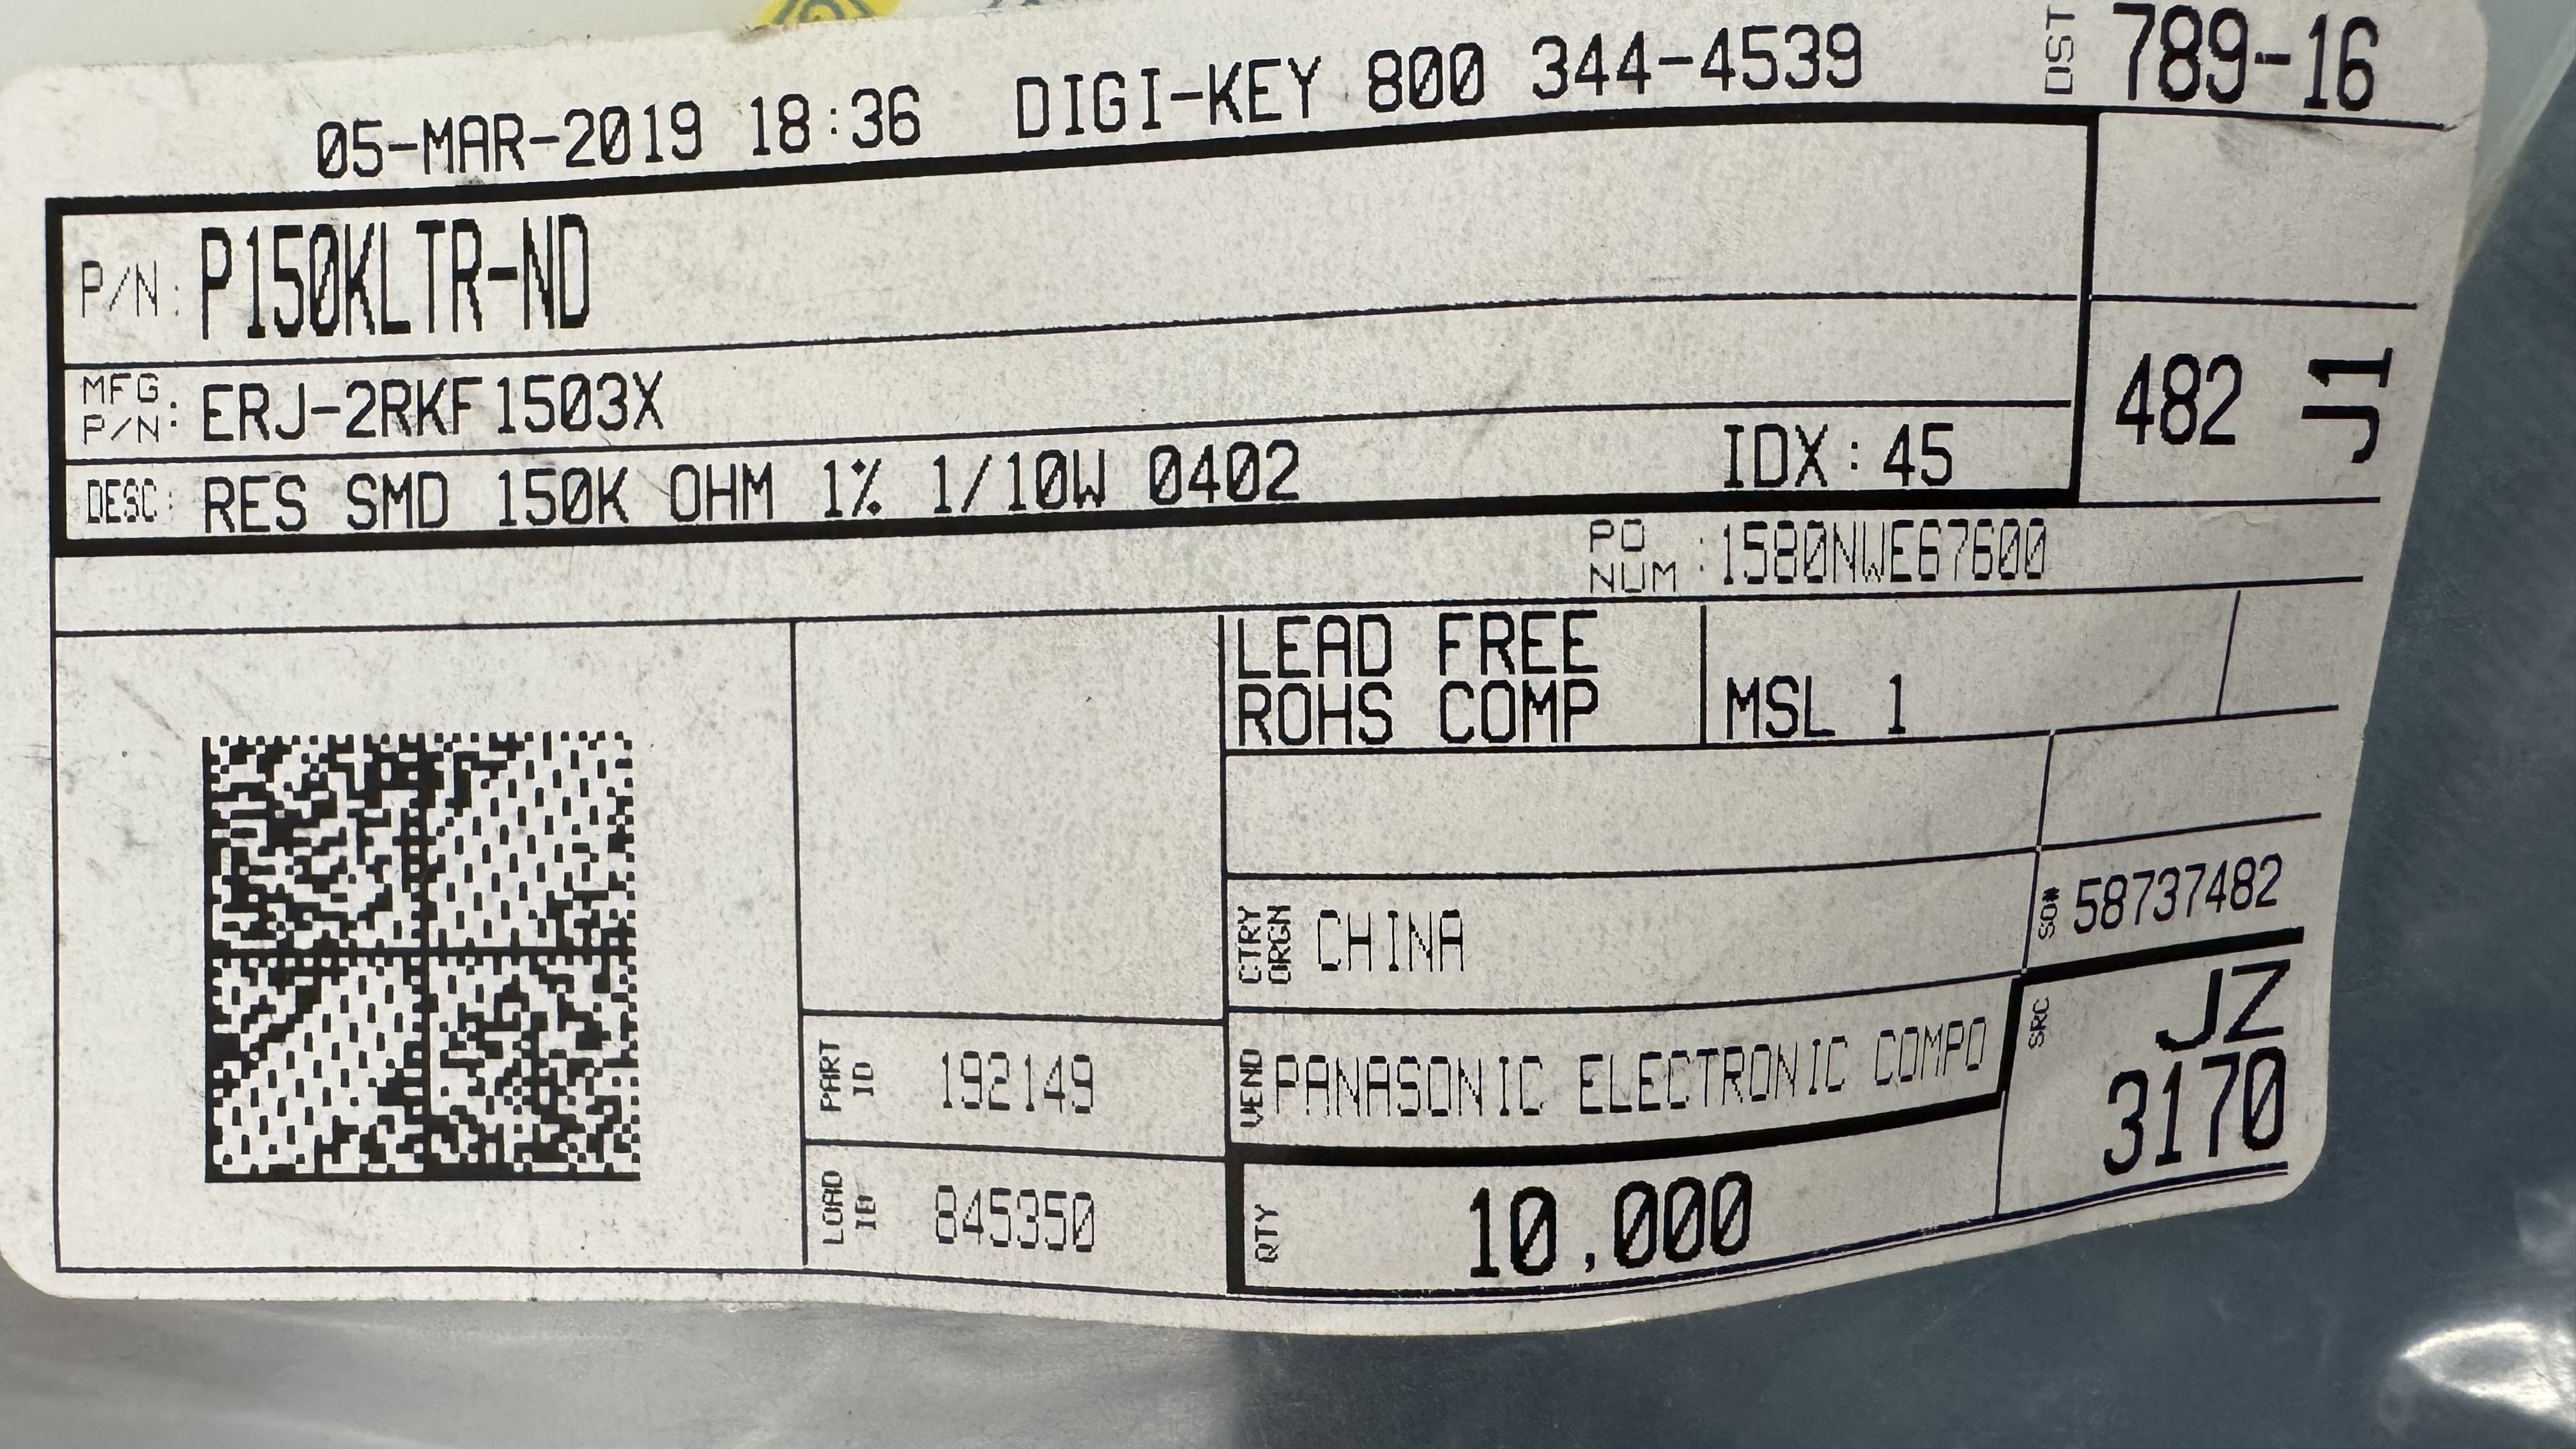 05-MAR-2019 18:36 DIGI-KEY 800 344-4539
DST 789-16
P/N: P150KLTR-ND
MFG P/N: ERJ-2RKF1503X
482 J1
DESC: RES SMD 150K OHM 1% 1/10W 0402 IDX:45
PO NUM: 1580NWE67600
LEAD FREE
ROHS COMP
MSL 1
CTRY ORGN CHINA
SO# 58737482
PART ID 192149
VEND PANASONIC ELECTRONIC COMPO
SRC JZ
3170
LOAD ID 845350
QTY 10,000